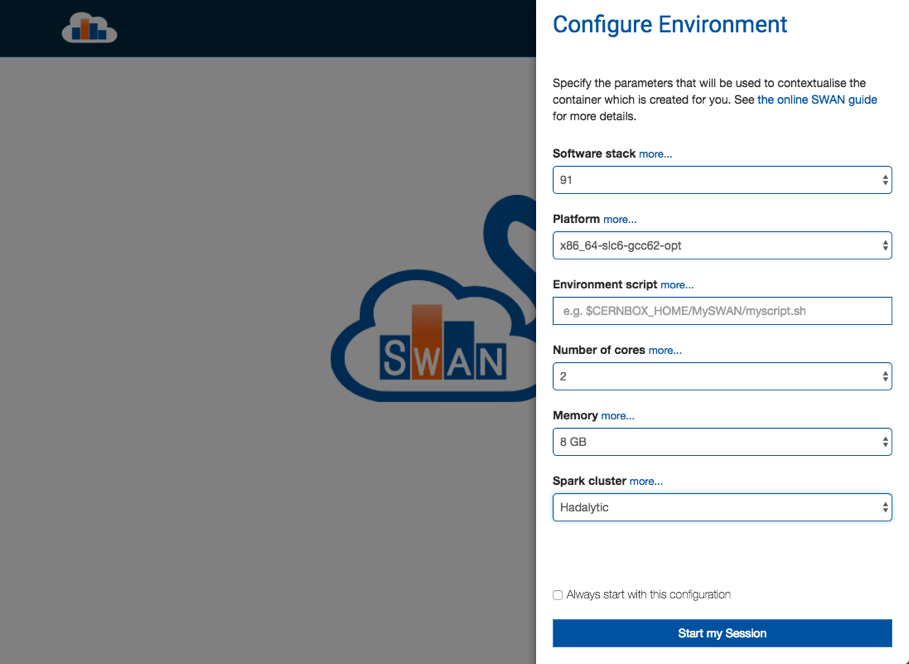 Configure Environment
Specify the parameters that will be used to contextualise the
container which is created for you. See the online SWAN guide
for more details.
Software stack more...
91
Platform more...
x86_64-slc6-gcc62-opt
Environment script more...
e.g. $CERNBOX_HOME/MySWAN/myscript.sh
Number of cores more...
2
Memory more...
8 GB
Spark cluster more...
Hadalytic
Always start with this configuration
Start my Session
SWAN